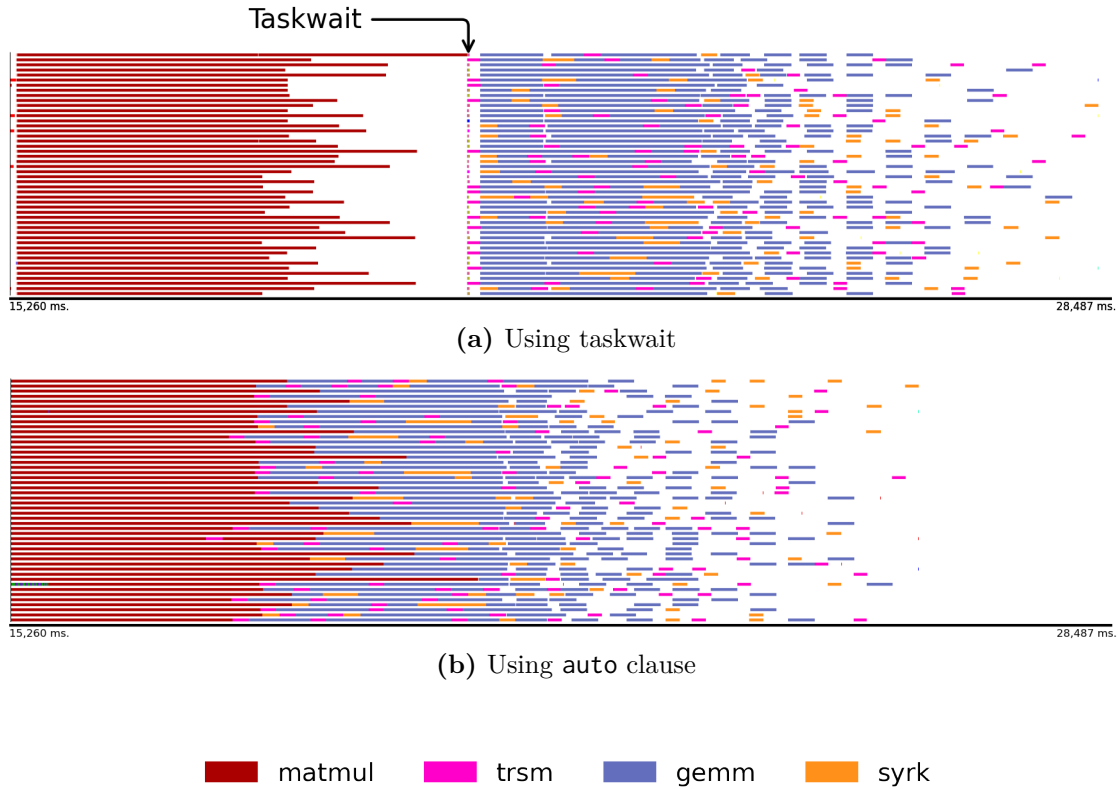 Taskwait
15,260 ms. 28,487 ms.
(a) Using taskwait
15,260 ms. 28,487 ms.
(b) Using auto clause
matmul trsm gemm syrk